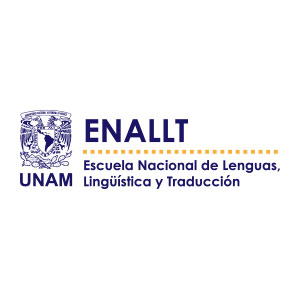 ENALLT
Escuela Nacional de Lenguas,
Lingüística y Traducción
UNAM